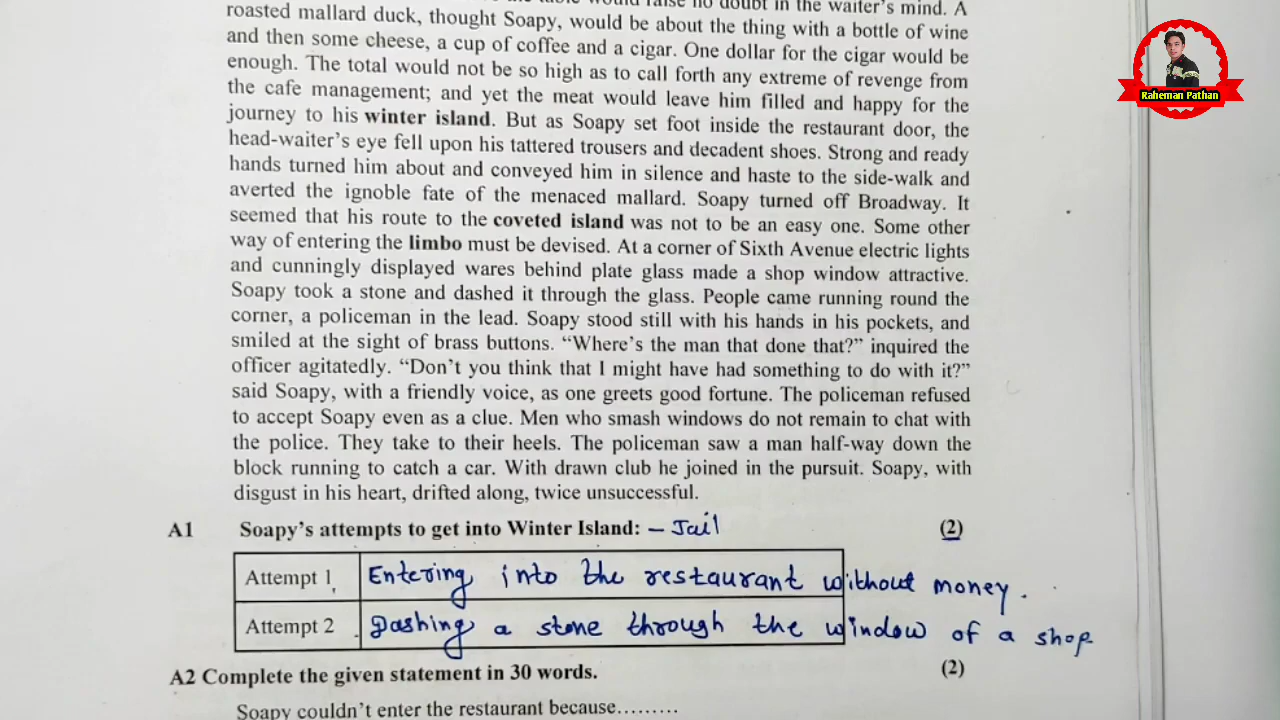 the table would raise no doubt in the waiter's mind. A
roasted mallard duck, thought Soapy, would be about the thing with a bottle of wine
and then some cheese, a cup of coffee and a cigar. One dollar for the cigar would be
enough. The total would not be so high as to call forth any extreme of revenge from
the cafe management; and yet the meat would leave him filled and happy for the
journey to his winter island. But as Soapy set foot inside the restaurant door, the
head-waiter's eye fell upon his tattered trousers and decadent shoes. Strong and ready
hands turned him about and conveyed him in silence and haste to the side-walk and
averted the ignoble fate of the menaced mallard. Soapy turned off Broadway. It
seemed that his route to the coveted island was not to be an easy one. Some other
way of entering the limbo must be devised. At a corner of Sixth Avenue electric lights
and cunningly displayed wares behind plate glass made a shop window attractive.
Soapy took a stone and dashed it through the glass. People came running round the
corner, a policeman in the lead. Soapy stood still with his hands in his pockets, and
smiled at the sight of brass buttons. “Where's the man that done that?” inquired the
officer agitatedly. “Don't you think that I might have had something to do with it?”
said Soapy, with a friendly voice, as one greets good fortune. The policeman refused
to accept Soapy even as a clue. Men who smash windows do not remain to chat with
the police. They take to their heels. The policeman saw a man half-way down the
block running to catch a car. With drawn club he joined in the pursuit. Soapy, with
disgust in his heart, drifted along, twice unsuccessful.
A1 Soapy's attempts to get into Winter Island: - Jail (2)
Attempt 1 Entering into the restaurant without money.
Attempt 2 Dashing a stone through the window of a shop
A2 Complete the given statement in 30 words. (2)
Soapy couldn't enter the restaurant because.........
Raheman Pathan